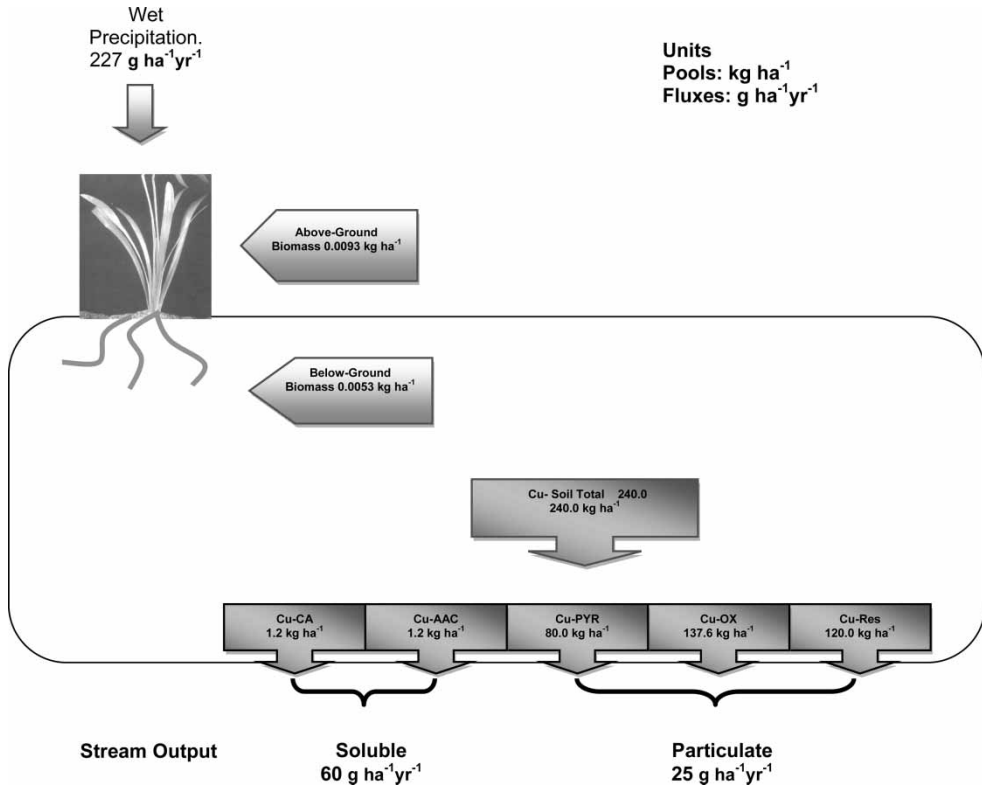 Wet
Precipitation.
227 g ha⁻¹yr⁻¹
Units
Pools: kg ha⁻¹
Fluxes: g ha⁻¹yr⁻¹
Above-Ground
Biomass 0.0093 kg ha⁻¹
Below-Ground
Biomass 0.0053 kg ha⁻¹
Cu- Soil Total 240.0
240.0 kg ha⁻¹
Cu-CA
1.2 kg ha⁻¹
Cu-AAC
1.2 kg ha⁻¹
Cu-PYR
80.0 kg ha⁻¹
Cu-OX
137.6 kg ha⁻¹
Cu-Res
120.0 kg ha⁻¹
Stream Output
Soluble
60 g ha⁻¹yr⁻¹
Particulate
25 g ha⁻¹yr⁻¹